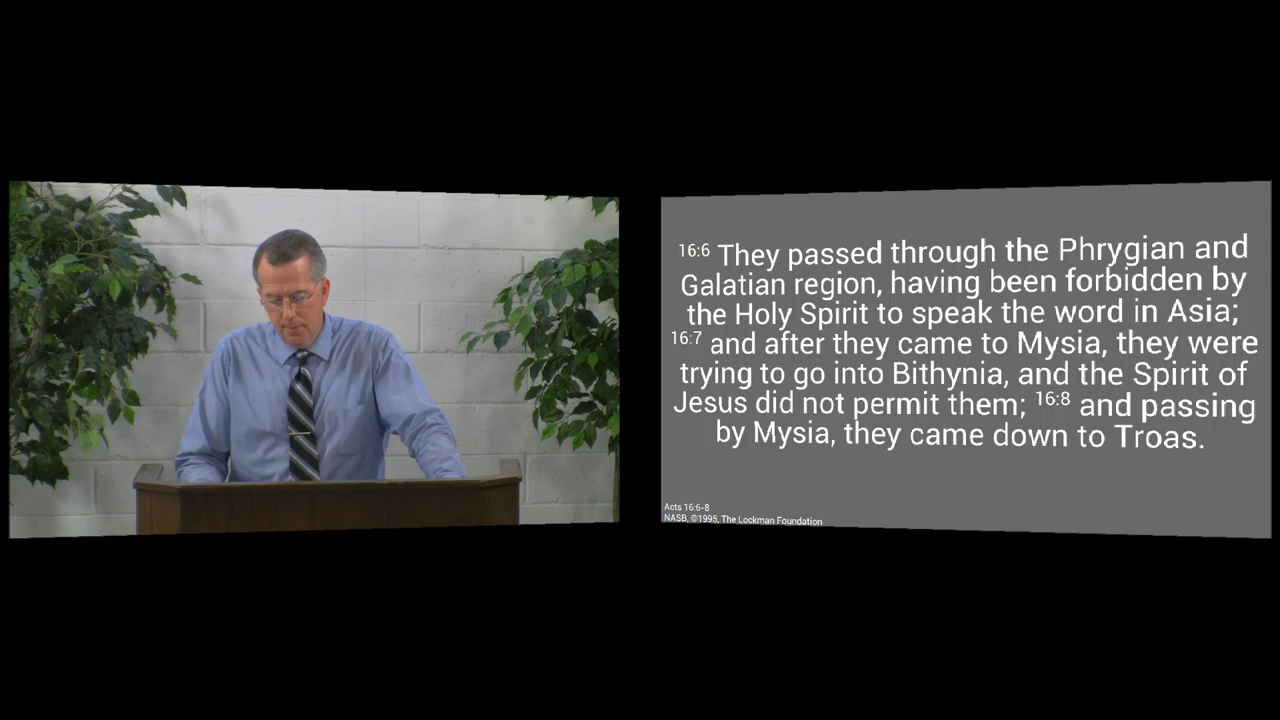 16:6 They passed through the Phrygian and
Galatian region, having been forbidden by
the Holy Spirit to speak the word in Asia;
16:7 and after they came to Mysia, they were
trying to go into Bithynia, and the Spirit of
Jesus did not permit them; 16:8 and passing
by Mysia, they came down to Troas.
Acts 16:6-8
NASB, ©1995, The Lockman Foundation